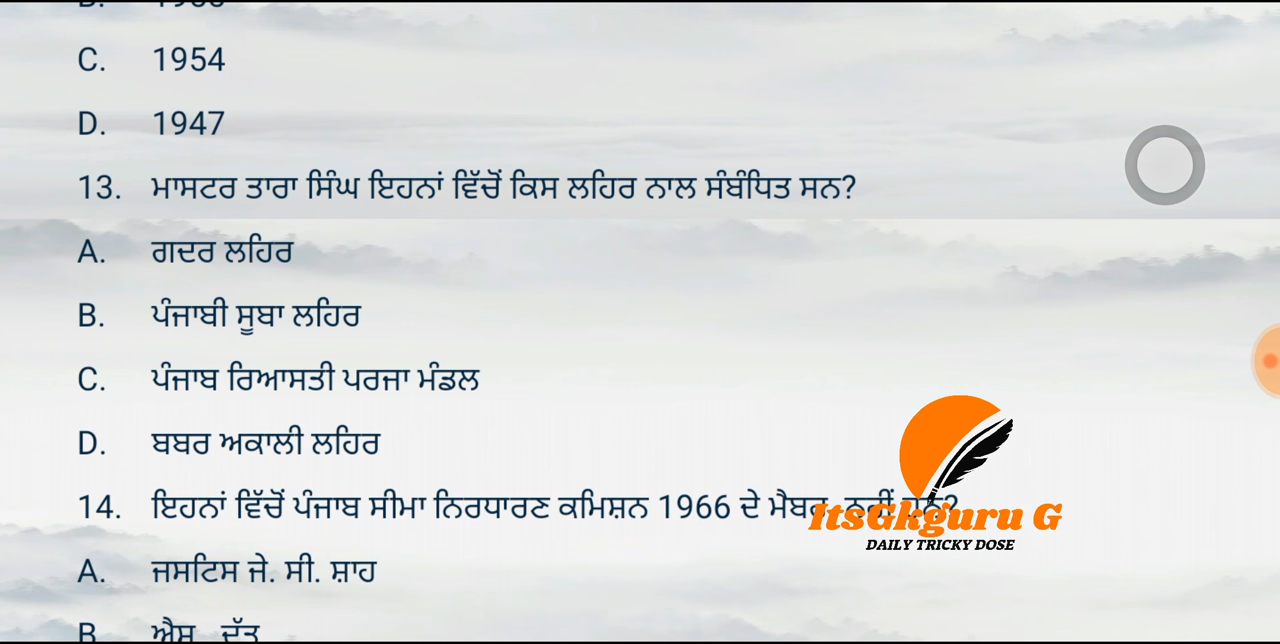 C. 1954
D. 1947
13. ਮਾਸਟਰ ਤਾਰਾ ਸਿੰਘ ਇਹਨਾਂ ਵਿੱਚੋਂ ਕਿਸ ਲਹਿਰ ਨਾਲ ਸੰਬੰਧਿਤ ਸਨ?
A. ਗਦਰ ਲਹਿਰ
B. ਪੰਜਾਬੀ ਸੂਬਾ ਲਹਿਰ
C. ਪੰਜਾਬ ਰਿਆਸਤੀ ਪਰਜਾ ਮੰਡਲ
D. ਬਬਰ ਅਕਾਲੀ ਲਹਿਰ
14. ਇਹਨਾਂ ਵਿੱਚੋਂ ਪੰਜਾਬ ਸੀਮਾ ਨਿਰਧਾਰਣ ਕਮਿਸ਼ਨ 1966 ਦੇ ਮੈਬਰ
ItsGkguru G
DAILY TRICKY DOSE
A. ਜਸਟਿਸ ਜੇ. ਸੀ. ਸ਼ਾਹ
B ਦੱਤ